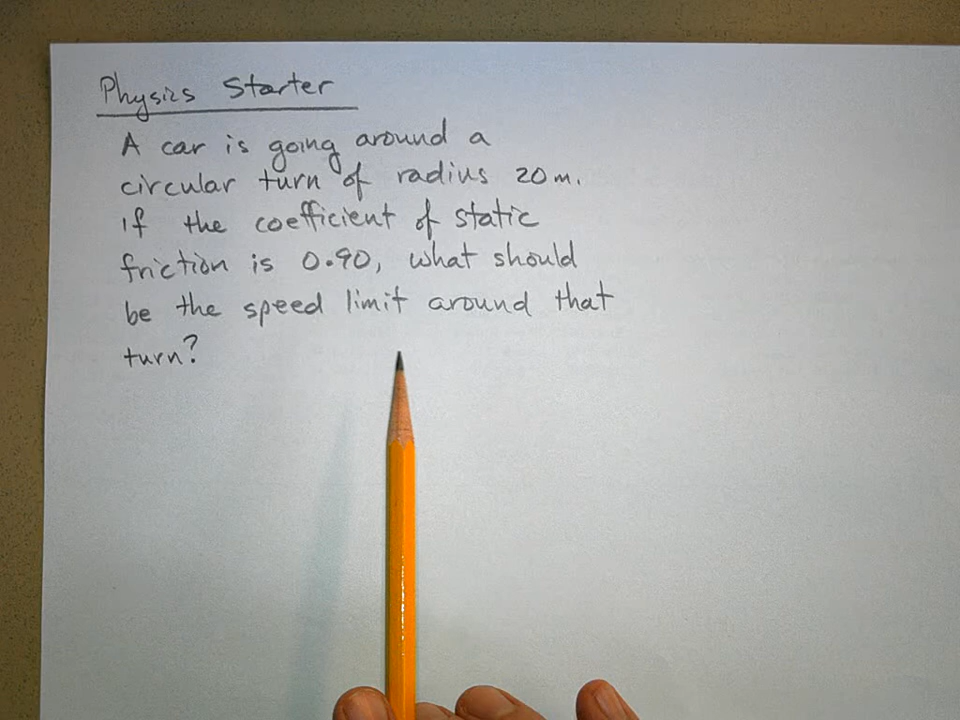 Physics Starter
A car is going around a
circular turn of radius 20m.
If the coefficient of static
friction is 0.90, what should
be the speed limit around that
turn?